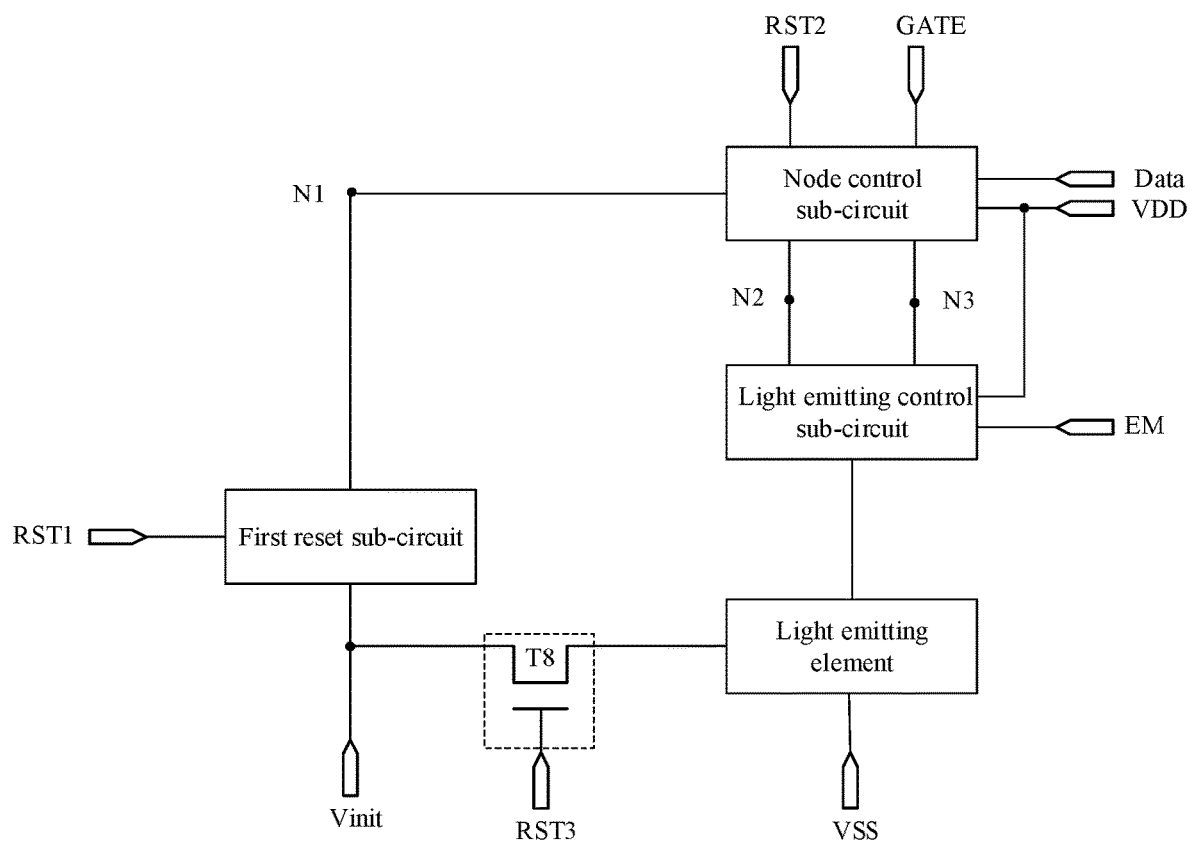 RST2
GATE
Node control
sub-circuit
Data
VDD
N1
N2
N3
Light emitting control
sub-circuit
EM
RST1
First reset sub-circuit
T8
Light emitting
element
Vinit
RST3
VSS